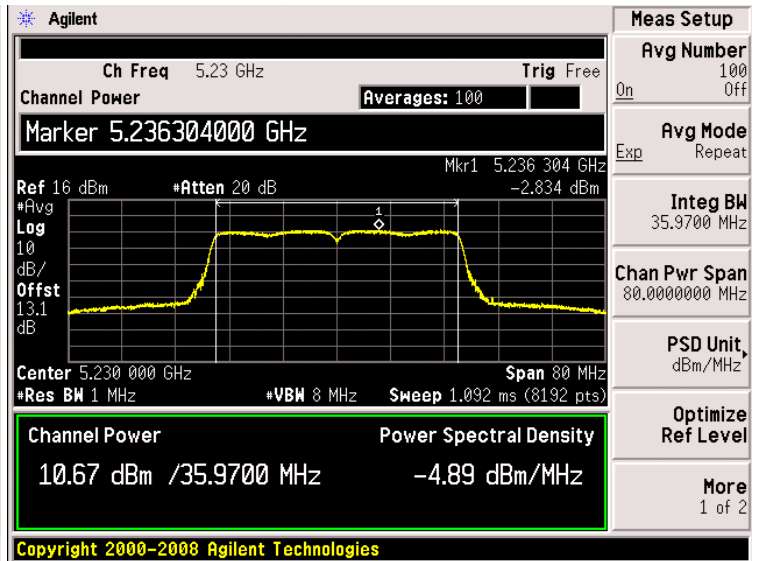 Agilent
Meas Setup
Ch Freq 5.23 GHz Trig Free
Channel Power Averages: 100
Marker 5.236304000 GHz
Mkr1 5.236 304 GHz
Ref 16 dBm #Atten 20 dB -2.834 dBm
#Avg
Log
10
dB/
Offst
13.1
dB
1
Center 5.230 000 GHz Span 80 MHz
#Res BW 1 MHz #VBW 8 MHz Sweep 1.092 ms (8192 pts)
Channel Power Power Spectral Density
10.67 dBm /35.9700 MHz -4.89 dBm/MHz
Copyright 2000-2008 Agilent Technologies
Avg Number
100
On Off
Avg Mode
Exp Repeat
Integ BW
35.9700 MHz
Chan Pwr Span
80.0000000 MHz
PSD Unit
dBm/MHz
Optimize
Ref Level
More
1 of 2